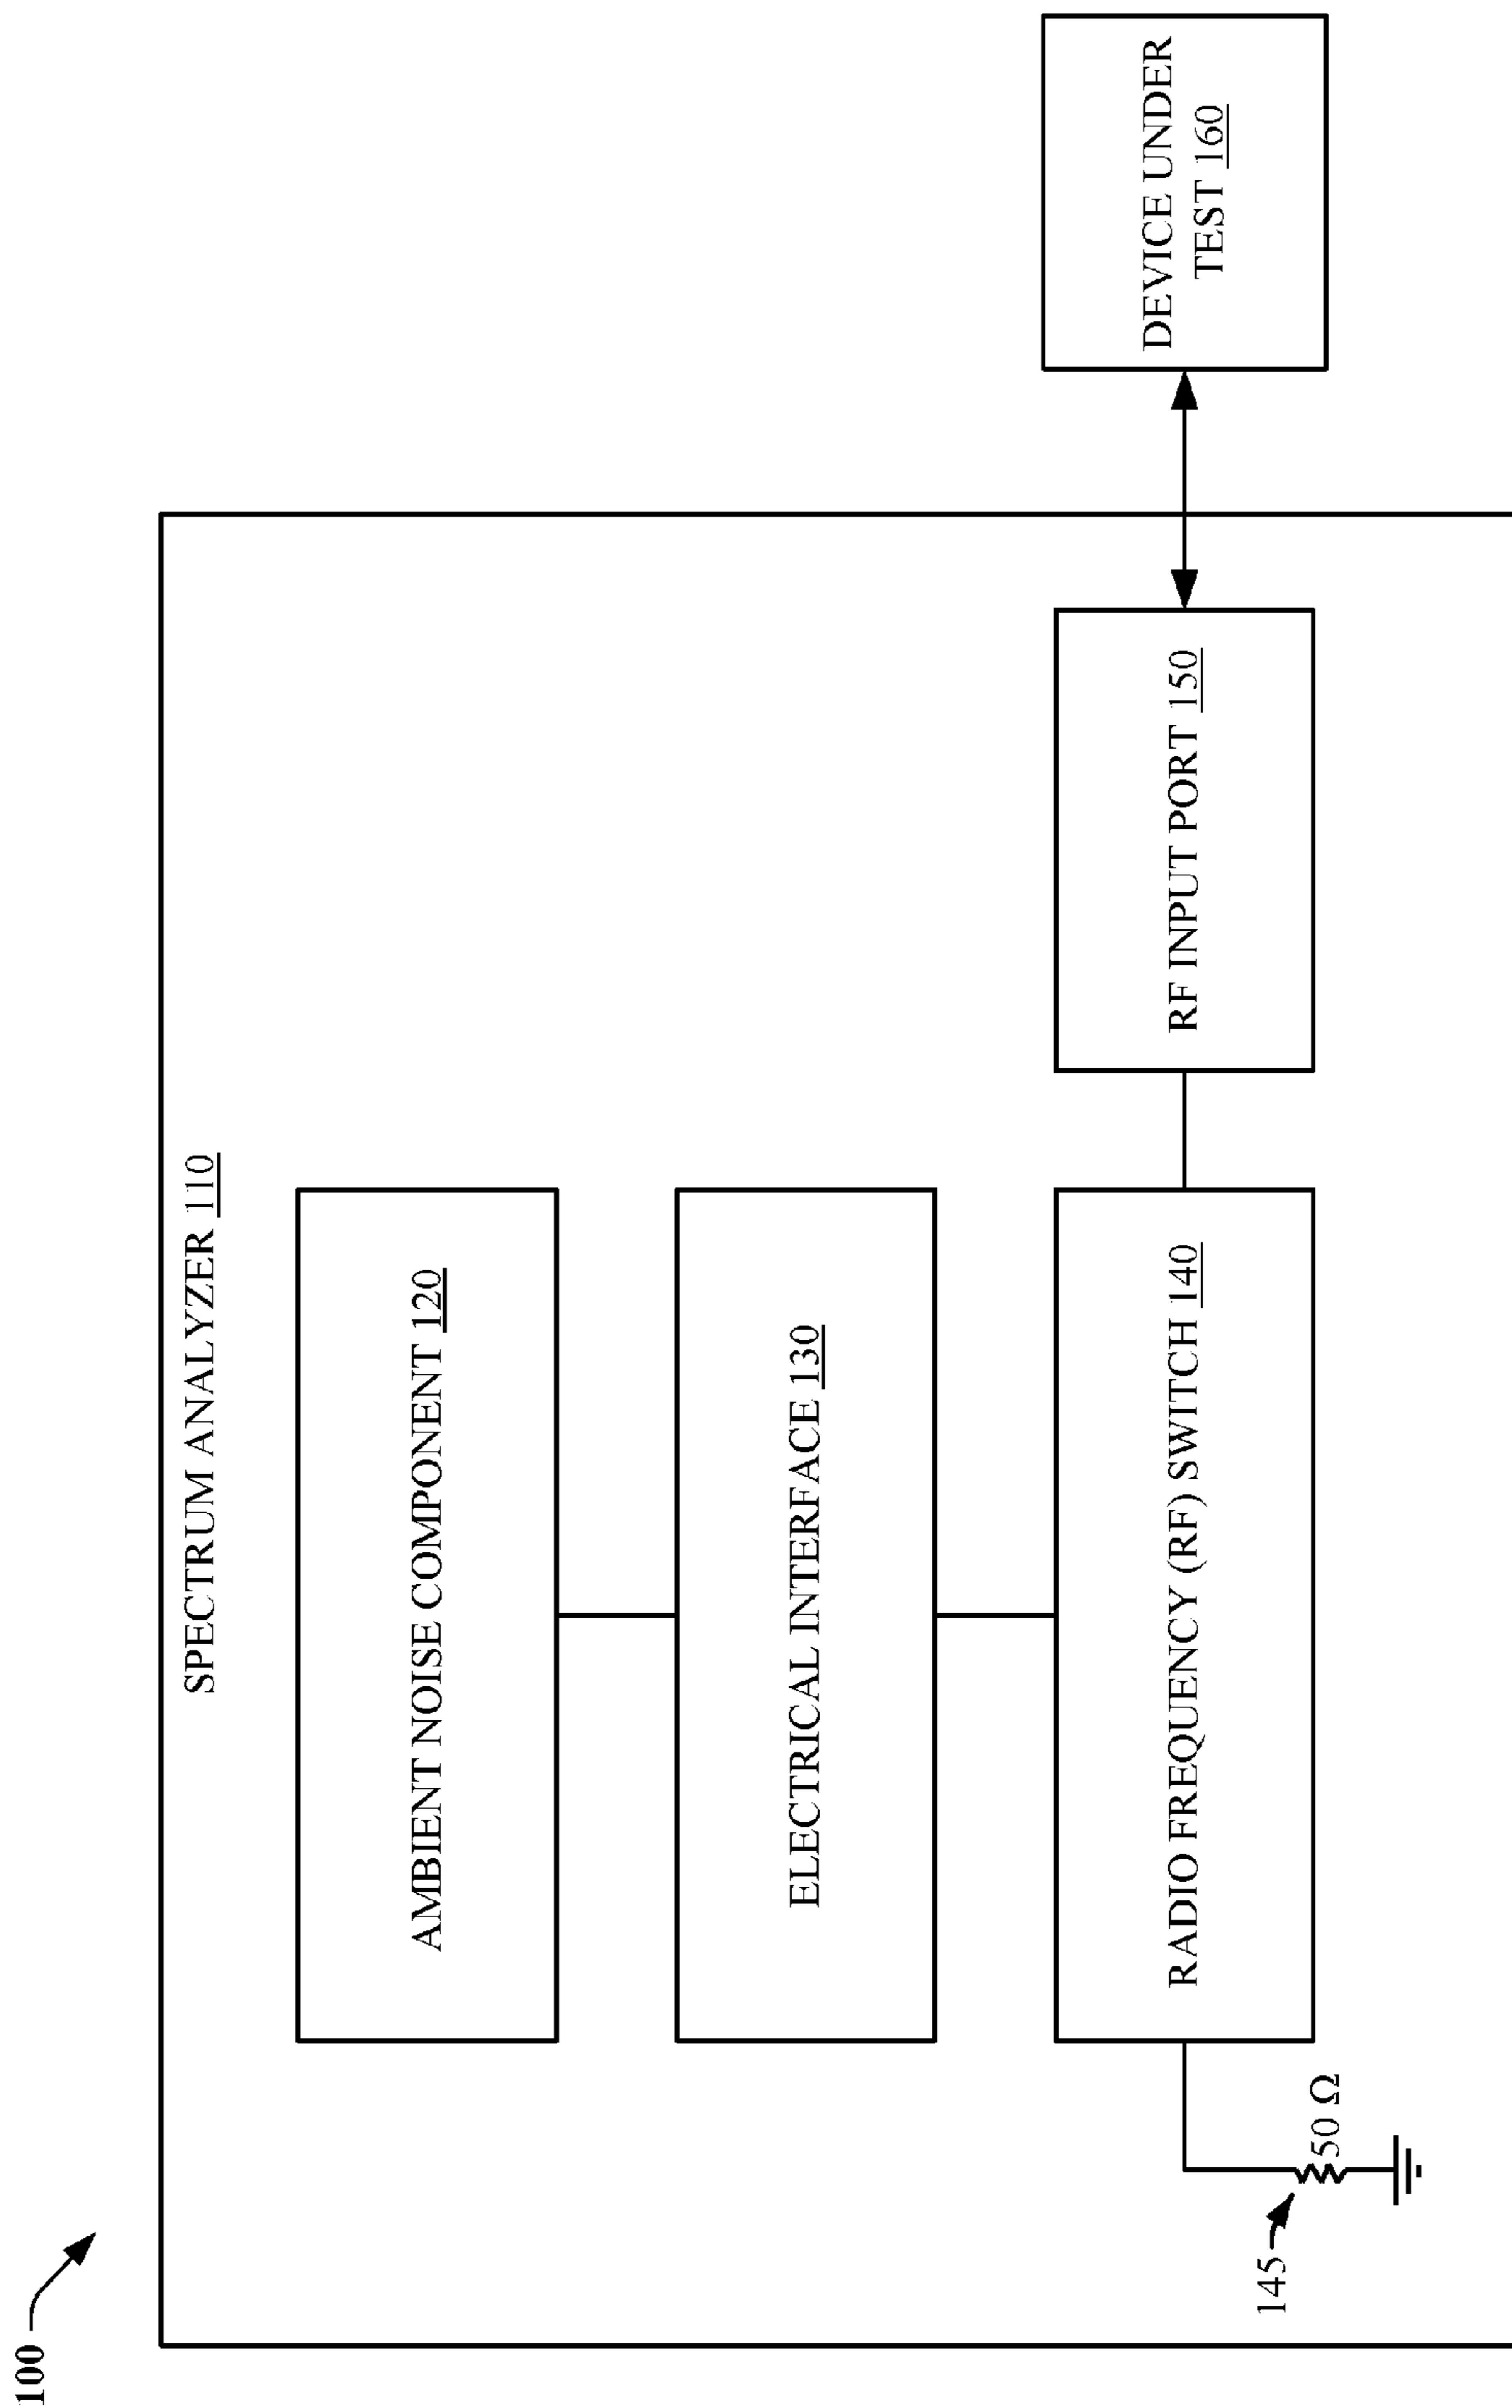 100
SPECTRUM ANALYZER 110
AMBIENT NOISE COMPONENT 120
ELECTRICAL INTERFACE 130
RADIO FREQUENCY (RF) SWITCH 140
RF INPUT PORT 150
DEVICE UNDER
TEST 160
145
50 Ω